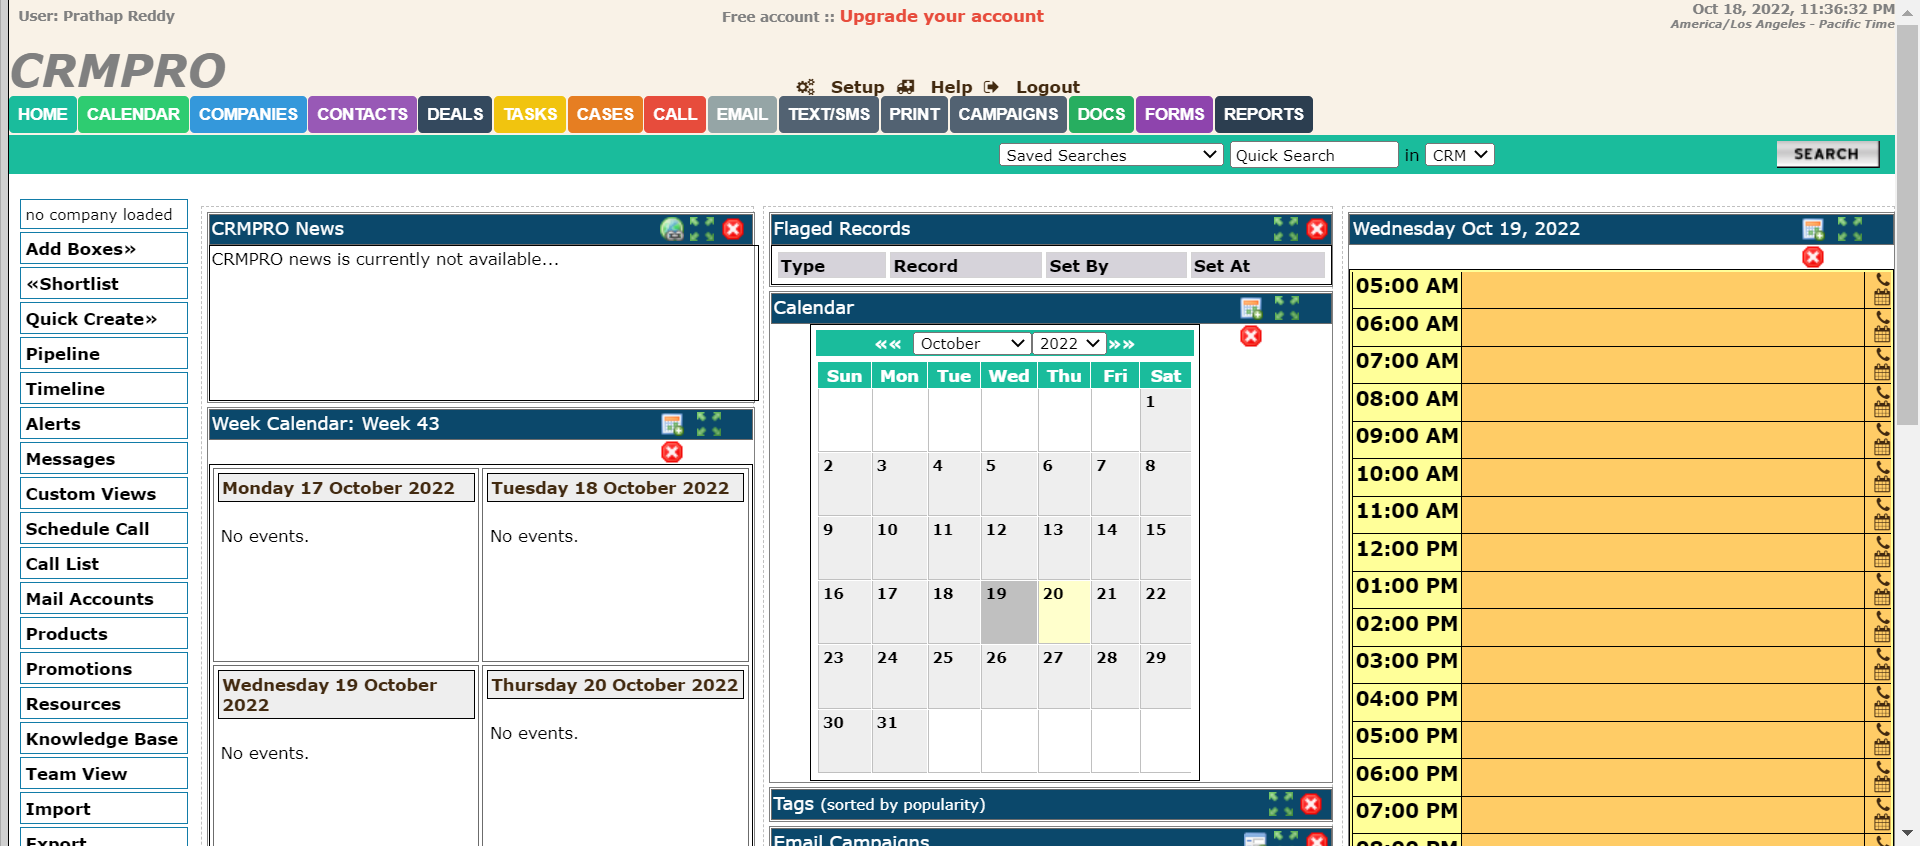 User: Prathap Reddy
Free account :: Upgrade your account
Oct 18, 2022, 11:36:32 PM
America/Los Angeles - Pacific Time
CRMPRO
Setup Help Logout
HOME CALENDAR COMPANIES CONTACTS DEALS TASKS CASES CALL EMAIL TEXT/SMS PRINT CAMPAIGNS DOCS FORMS REPORTS
Saved Searches Quick Search in CRM SEARCH
no company loaded
Add Boxes»
«Shortlist
Quick Create»
Pipeline
Timeline
Alerts
Messages
Custom Views
Schedule Call
Call List
Mail Accounts
Products
Promotions
Resources
Knowledge Base
Team View
Import
Export
CRMPRO News
CRMPRO news is currently not available...
Week Calendar: Week 43
Monday 17 October 2022
No events.
Tuesday 18 October 2022
No events.
Wednesday 19 October
2022
No events.
Thursday 20 October 2022
No events.
Flaged Records
Type Record Set By Set At
Calendar
«« October 2022 »»
Sun Mon Tue Wed Thu Fri Sat
1
2 3 4 5 6 7 8
9 10 11 12 13 14 15
16 17 18 19 20 21 22
23 24 25 26 27 28 29
30 31
Tags (sorted by popularity)
Email Campaigns
Wednesday Oct 19, 2022
05:00 AM
06:00 AM
07:00 AM
08:00 AM
09:00 AM
10:00 AM
11:00 AM
12:00 PM
01:00 PM
02:00 PM
03:00 PM
04:00 PM
05:00 PM
06:00 PM
07:00 PM
08:00 PM